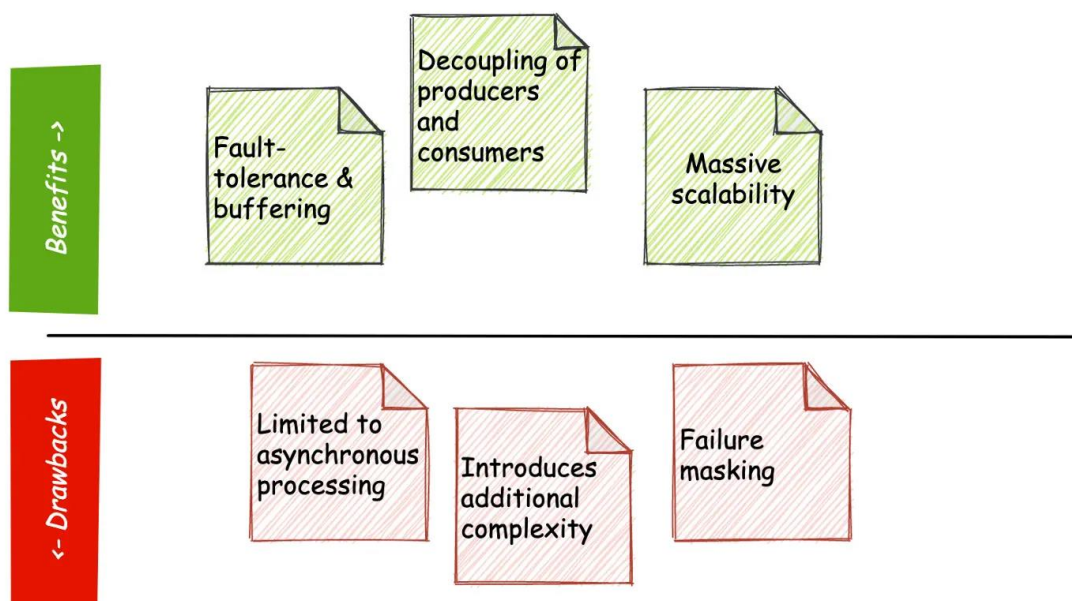 Benefits ->
Decoupling of
producers
and
consumers
Fault-
tolerance &
buffering
Massive
scalability
<- Drawbacks
Limited to
asynchronous
processing
Introduces
additional
complexity
Failure
masking